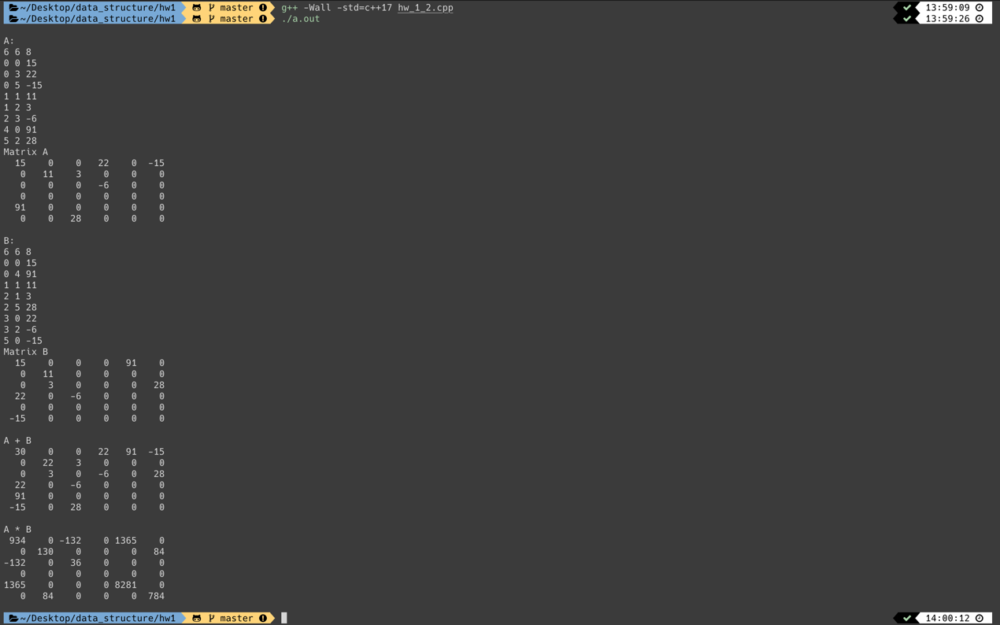 ~/Desktop/data_structure/hw1 master g++ -Wall -std=c++17 hw_1_2.cpp 13:59:09
~/Desktop/data_structure/hw1 master ./a.out 13:59:26
A:
6 6 8
0 0 15
0 3 22
0 5 -15
1 1 11
1 2 3
2 3 -6
4 0 91
5 2 28
Matrix A
15 0 0 22 0 -15
0 11 3 0 0 0
0 0 0 -6 0 0
0 0 0 0 0 0
91 0 0 0 0 0
0 0 28 0 0 0
B:
6 6 8
0 0 15
0 4 91
1 1 11
2 1 3
2 5 28
3 0 22
3 2 -6
5 0 -15
Matrix B
15 0 0 0 91 0
0 11 0 0 0 0
0 3 0 0 0 28
22 0 -6 0 0 0
0 0 0 0 0 0
-15 0 0 0 0 0
A + B
30 0 0 22 91 -15
0 22 3 0 0 0
0 3 0 -6 0 28
22 0 -6 0 0 0
91 0 0 0 0 0
-15 0 28 0 0 0
A * B
934 0 -132 0 1365 0
0 130 0 0 0 84
-132 0 36 0 0 0
0 0 0 0 0 0
1365 0 0 0 8281 0
0 84 0 0 0 784
~/Desktop/data_structure/hw1 master 14:00:12